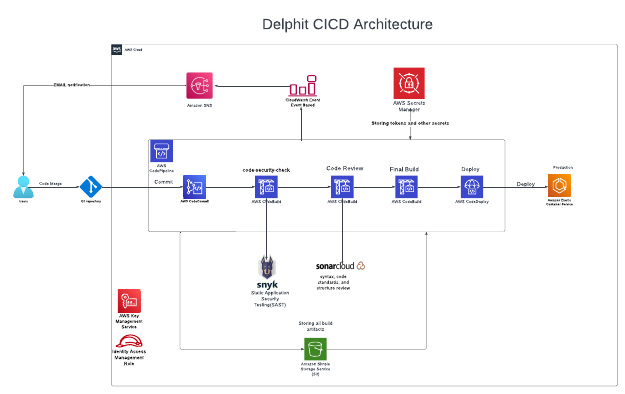 Delphit CICD Architecture
aws
AWS Cloud
EMAIL notification
Amazon SNS
CloudWatch Event
Event Based
AWS Secrets
Manager
Storing tokens and other secrets
AWS
CodePipeline
Commit
code-security-check
Code Review
Final Build
Deploy
Production
Users
Code Merge
GIT repository
AWS CodeCommit
AWS CodeBuild
AWS CodeBuild
AWS CodeBuild
AWS CodeDeploy
Deploy
Amazon Elastic
Container Service
snyk
Static Application
Security
Testing(SAST)
sonarcloud
syntax, code
standards, and
structure review
AWS Key
Management
Service
Identity Access
Management
Role
Storing all build
artifacts
Amazon Simple
Storage Service
(S3)